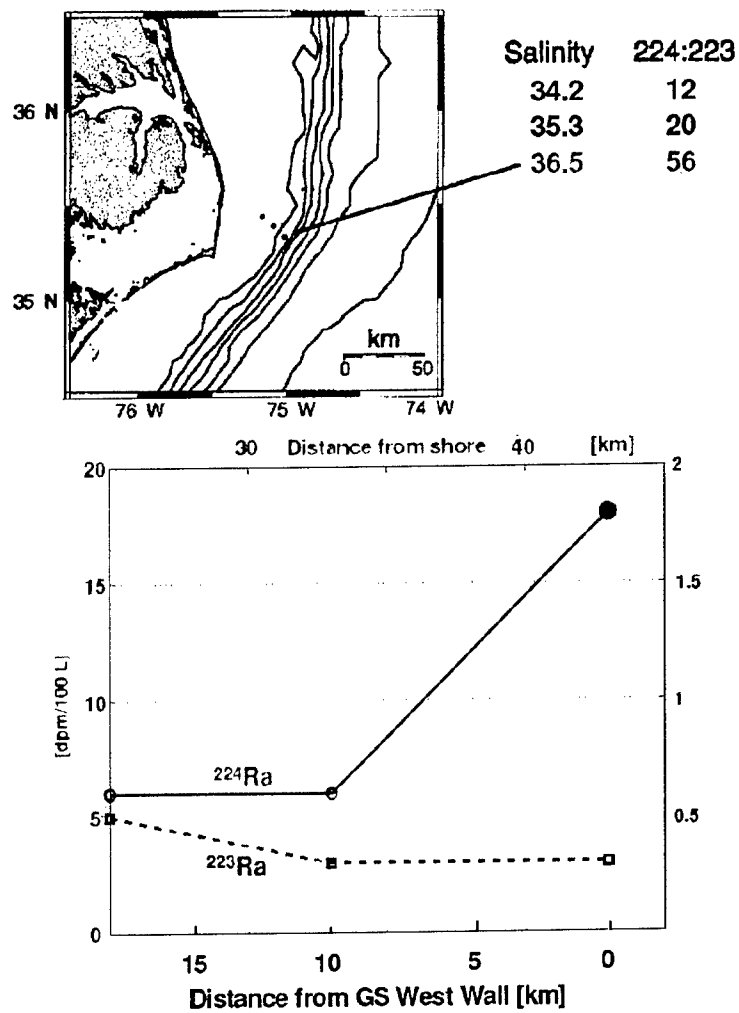 Salinity 224:223
34.2 12
35.3 20
36.5 56
36 N
35 N
km
0 50
76 W 75 W 74 W
30 Distance from shore 40 [km]
20 2
15 1.5
10 1
5 0.5
0
[dpm/100 L]
224Ra
223Ra
15 10 5 0
Distance from GS West Wall [km]